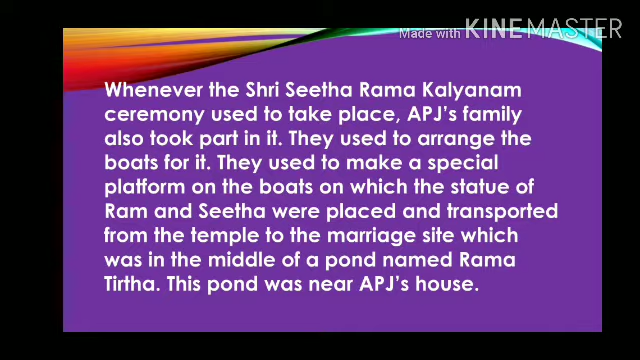 Made with KINEMASTER
Whenever the Shri Seetha Rama Kalyanam
ceremony used to take place, APJ's family
also took part in it. They used to arrange the
boats for it. They used to make a special
platform on the boats on which the statue of
Ram and Seetha were placed and transported
from the temple to the marriage site which
was in the middle of a pond named Rama
Tirtha. This pond was near APJ's house.